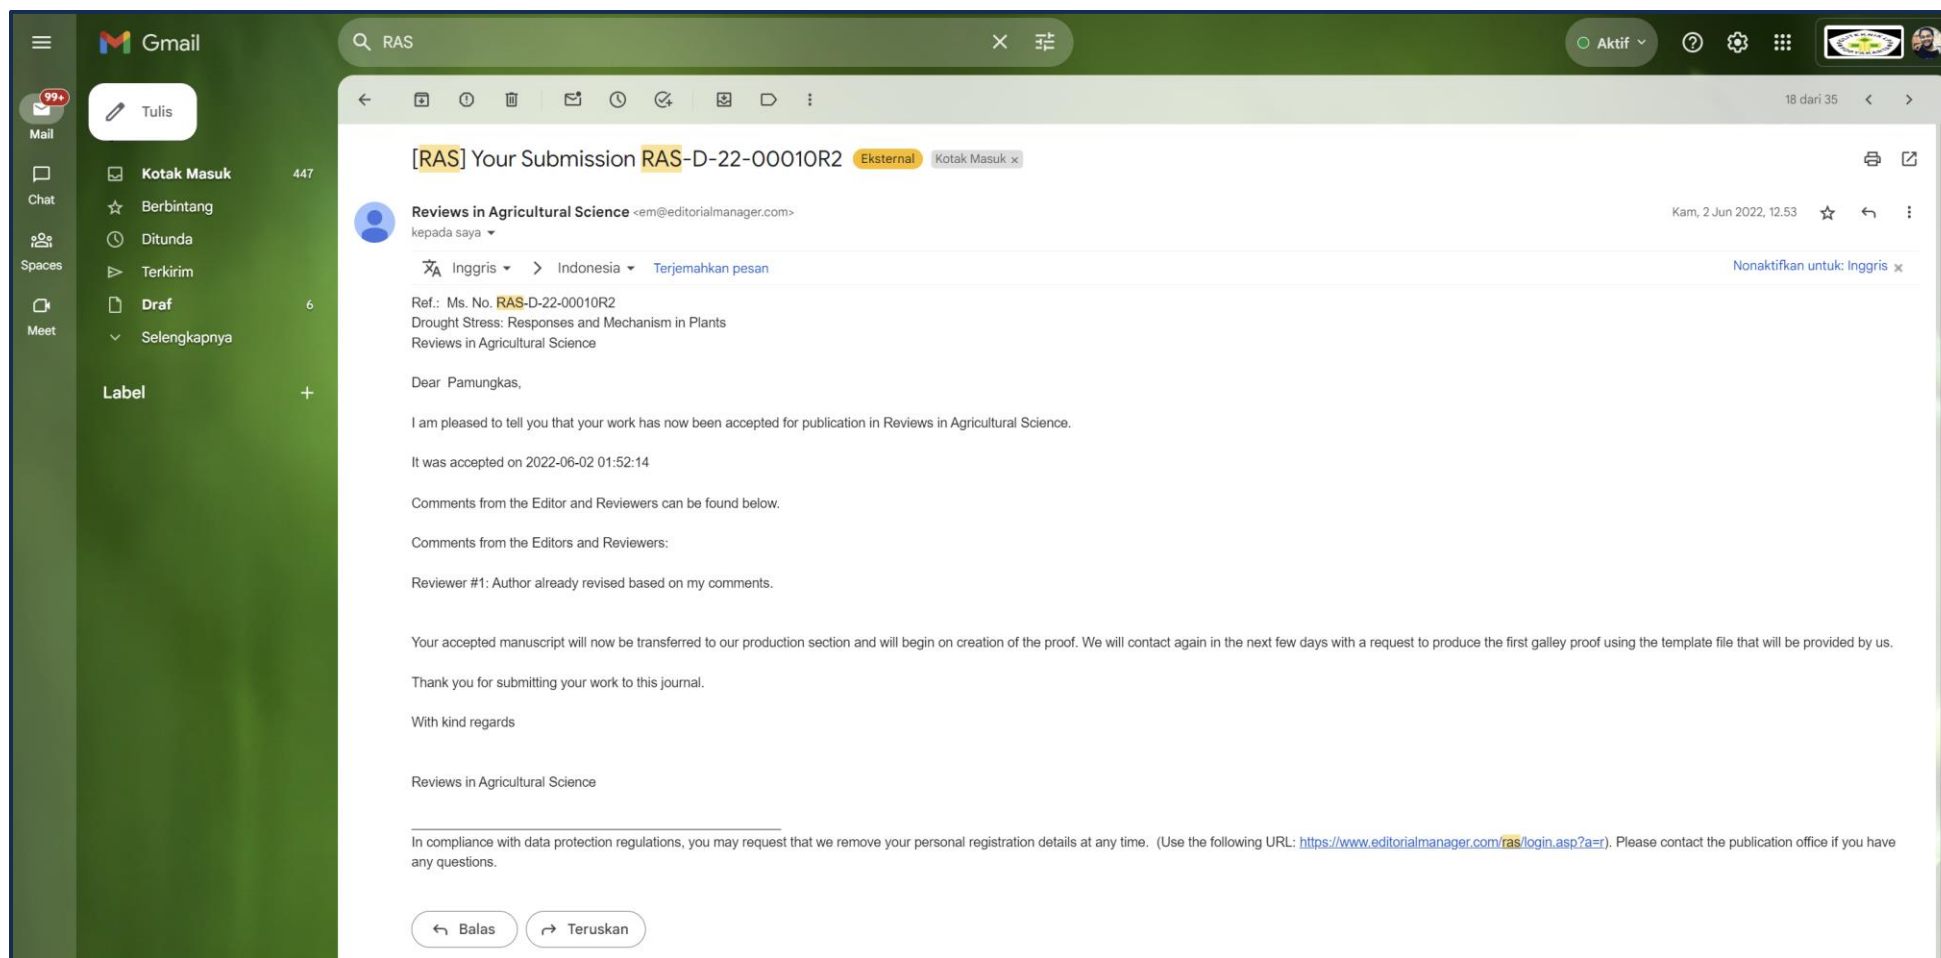 Gmail
RAS
Aktif
99+
Mail
Chat
Spaces
Meet
Tulis
Kotak Masuk 447
Berbintang
Ditunda
Terkirim
Draf 6
Selengkapnya
Label
18 dari 35
[RAS] Your Submission RAS-D-22-00010R2 Eksternal Kotak Masuk x
Reviews in Agricultural Science <em@editorialmanager.com> Kam, 2 Jun 2022, 12.53
kepada saya
Inggris > Indonesia Terjemahkan pesan Nonaktifkan untuk: Inggris x
Ref.: Ms. No. RAS-D-22-00010R2
Drought Stress: Responses and Mechanism in Plants
Reviews in Agricultural Science
Dear Pamungkas,
I am pleased to tell you that your work has now been accepted for publication in Reviews in Agricultural Science.
It was accepted on 2022-06-02 01:52:14
Comments from the Editor and Reviewers can be found below.
Comments from the Editors and Reviewers:
Reviewer #1: Author already revised based on my comments.
Your accepted manuscript will now be transferred to our production section and will begin on creation of the proof. We will contact again in the next few days with a request to produce the first galley proof using the template file that will be provided by us.
Thank you for submitting your work to this journal.
With kind regards
Reviews in Agricultural Science
In compliance with data protection regulations, you may request that we remove your personal registration details at any time. (Use the following URL: https://www.editorialmanager.com/ras/login.asp?a=r). Please contact the publication office if you have
any questions.
Balas
Teruskan